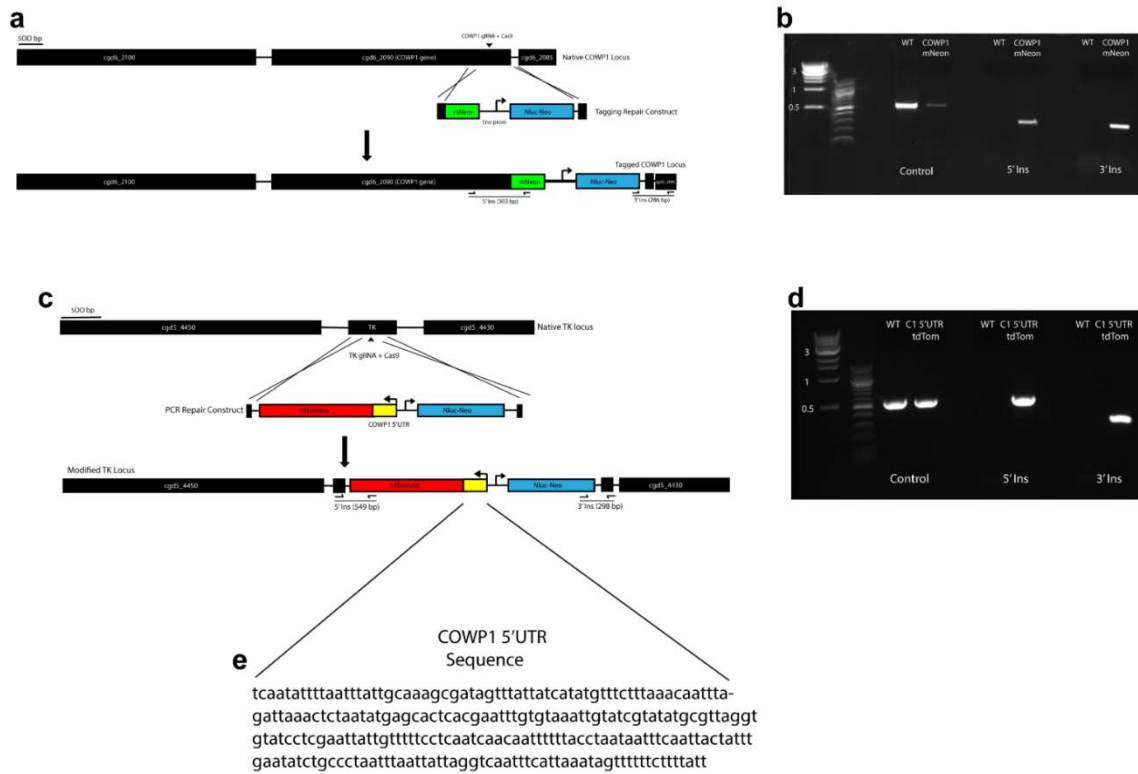 a
500 bp
COWP1 gRNA + Cas9
cgd6_2100
cgd6_2090 (COWP1 gene)
cgd6_2085
Native COWP1 Locus
mNeon
Nluc-Neo
Tagging Repair Construct
Tagged COWP1 Locus
cgd6_2100
cgd6_2090 (COWP1 gene)
mNeon
Nluc-Neo
5' Ins (303 bp)
3' Ins (286 bp)
b
WT COWP1 mNeon
WT COWP1 mNeon
WT COWP1 mNeon
3
1
0.5
Control
5' Ins
3' Ins
c
500 bp
cgd5_4450
TK
cgd5_4430
Native TK locus
TK gRNA + Cas9
PCR Repair Construct
tdTomato
Nluc-Neo
COWP1 5'UTR
Modified TK Locus
cgd5_4450
tdTomato
Nluc-Neo
cgd5_4430
5' Ins (549 bp)
3' Ins (298 bp)
d
WT C1 5'UTR tdTom
WT C1 5'UTR tdTom
WT C1 5'UTR tdTom
3
1
0.5
Control
5' Ins
3' Ins
COWP1 5'UTR
Sequence
e
tcaatattttaatttattgcaaagcgatagtttattatcatatgtttctttaaacaattta-
gattaaactctaatatgagcactcacgaatttgtgtaaattgtatcgtatatgcgttaggt
gtatcctcgaattattgtttttcctcaatcaacaattttttacctaataatttcaattactattt
gaatatctgccctaatttaattattaggtcaatttcattaaatagttttttcttttatt